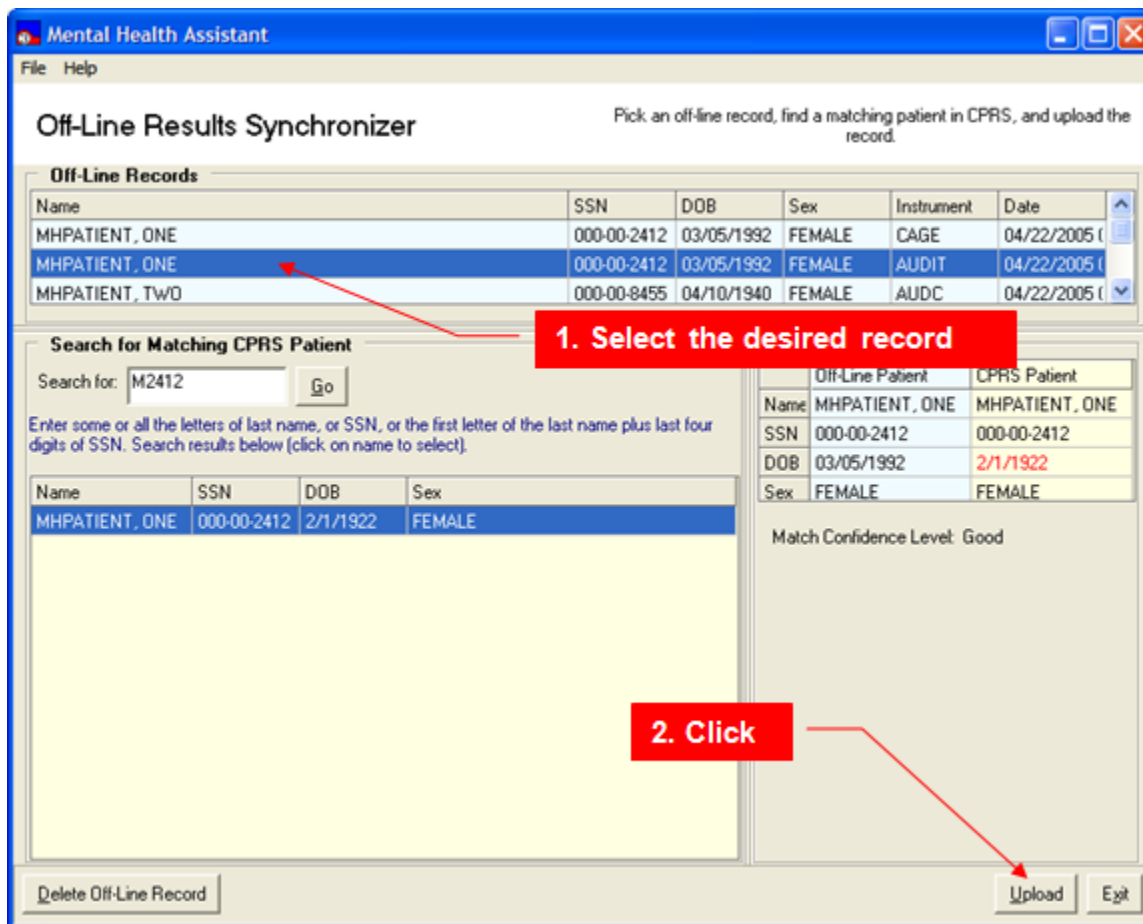 Mental Health Assistant
File Help
Off-Line Results Synchronizer
Pick an off-line record, find a matching patient in CPRS, and upload the
record.
Off-Line Records
Name SSN DOB Sex Instrument Date
MHPATIENT, ONE 000-00-2412 03/05/1992 FEMALE CAGE 04/22/2005 (
MHPATIENT, ONE 000-00-2412 03/05/1992 FEMALE AUDIT 04/22/2005 (
MHPATIENT, TWO 000-00-8455 04/10/1940 FEMALE AUDC 04/22/2005 (
1. Select the desired record
Search for Matching CPRS Patient
Search for: M2412 Go
Enter some or all the letters of last name, or SSN, or the first letter of the last name plus last four
digits of SSN. Search results below (click on name to select).
Name SSN DOB Sex
MHPATIENT, ONE 000-00-2412 2/1/1922 FEMALE
Off-Line Patient CPRS Patient
Name MHPATIENT, ONE MHPATIENT, ONE
SSN 000-00-2412 000-00-2412
DOB 03/05/1992 2/1/1922
Sex FEMALE FEMALE
Match Confidence Level: Good
2. Click
Delete Off-Line Record Upload Exit